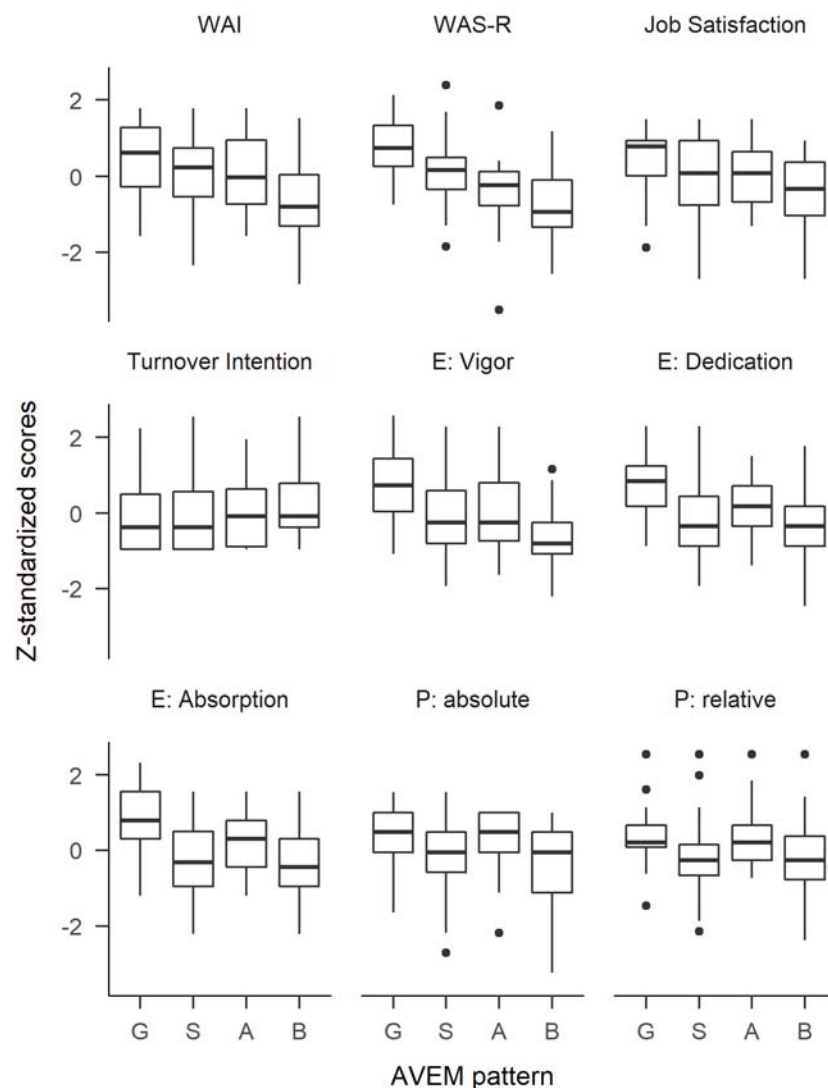 WAI WAS-R Job Satisfaction
2
0
-2
Turnover Intention E: Vigor E: Dedication
Z-standardized scores
2
0
-2
E: Absorption P: absolute P: relative
2
0
-2
G S A B G S A B G S A B
AVEM pattern